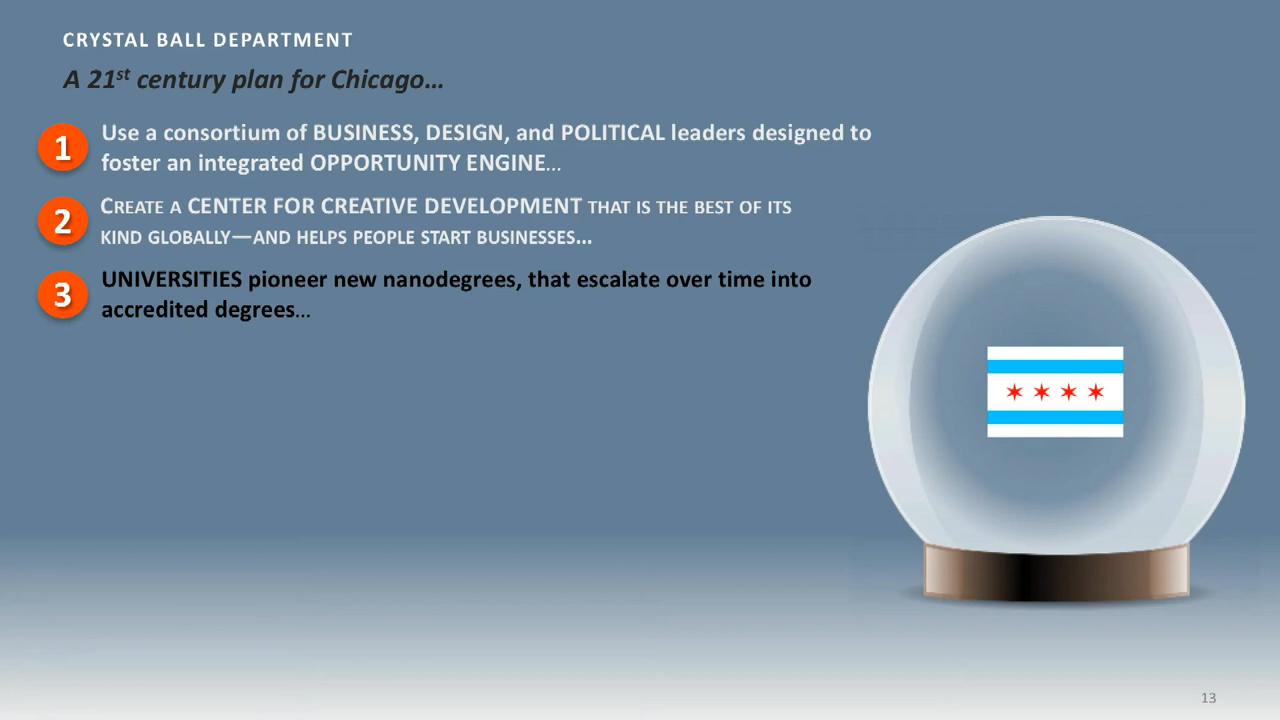 CRYSTAL BALL DEPARTMENT
A 21st century plan for Chicago…
1 Use a consortium of BUSINESS, DESIGN, and POLITICAL leaders designed to
foster an integrated OPPORTUNITY ENGINE…
2 Create a CENTER FOR CREATIVE DEVELOPMENT that is the best of its
kind globally—and helps people start businesses…
3 UNIVERSITIES pioneer new nanodegrees, that escalate over time into
accredited degrees…
13